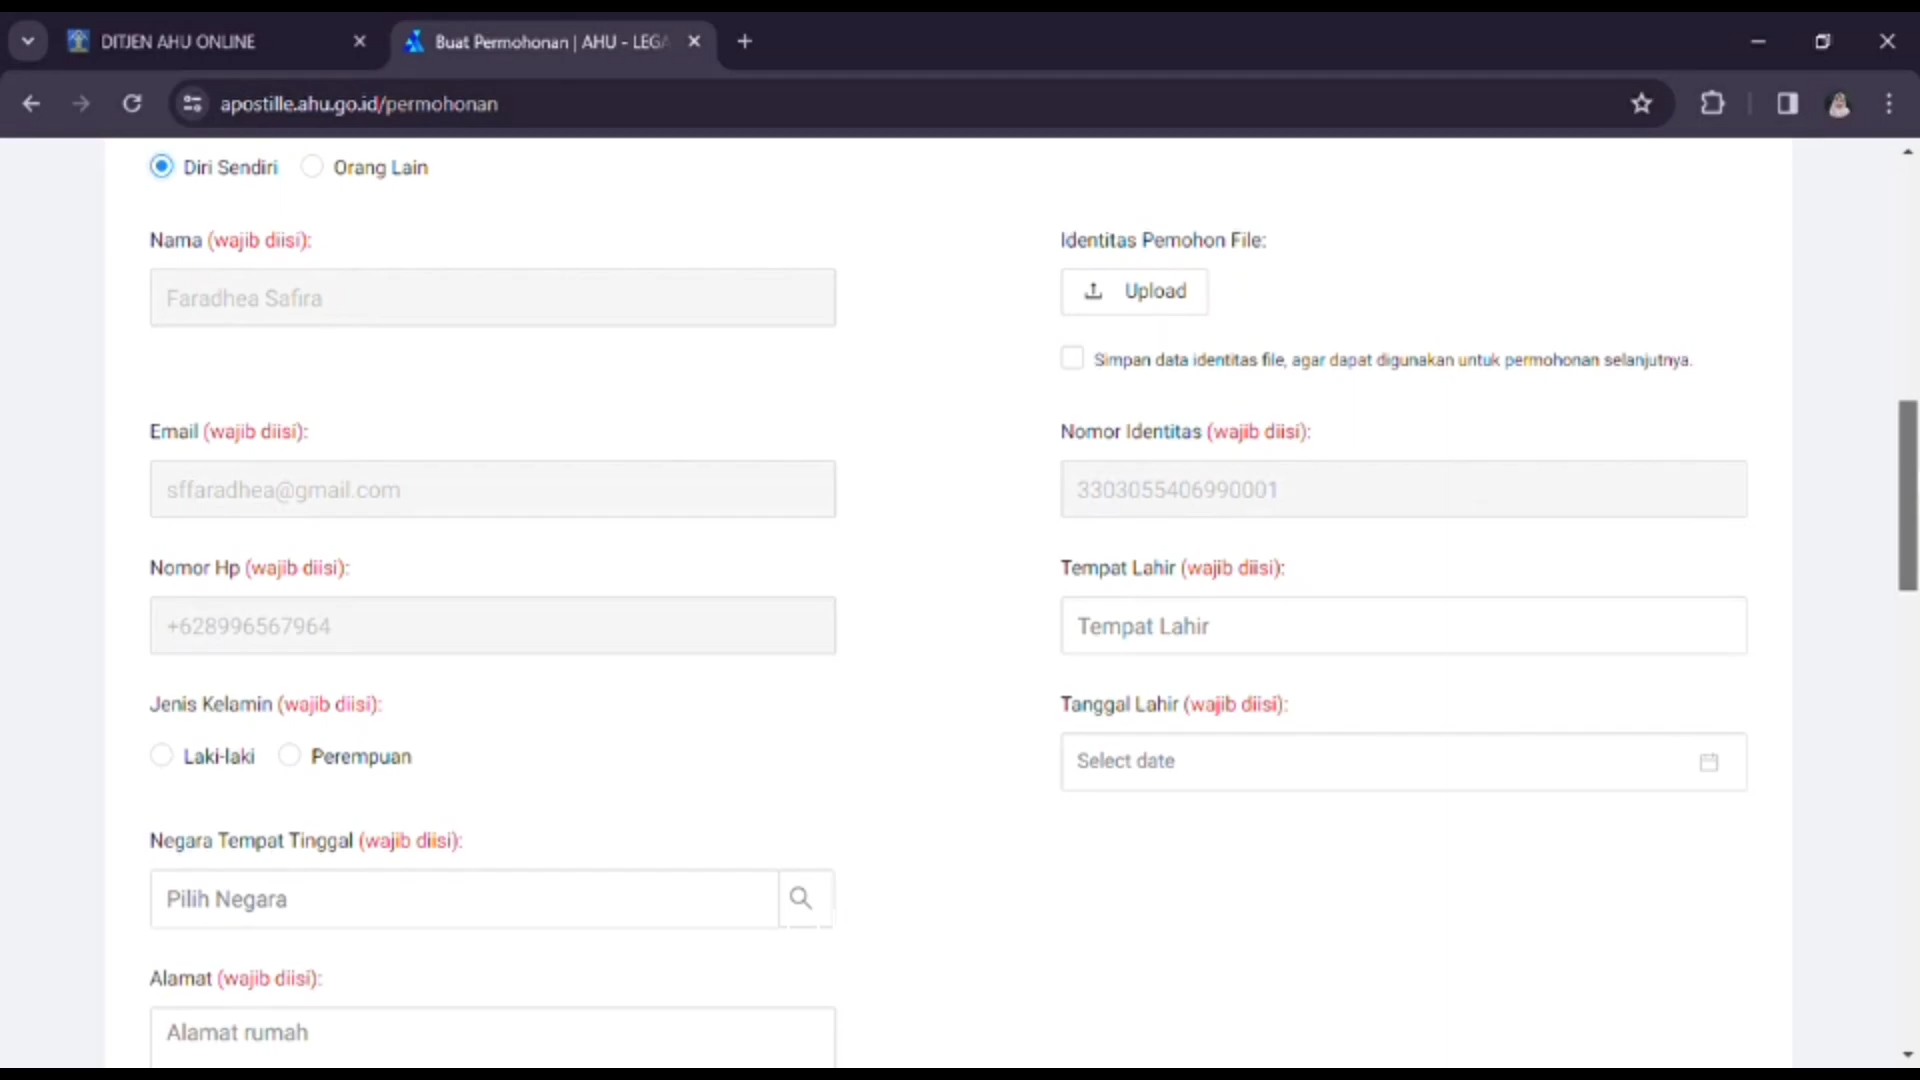 DITJEN AHU ONLINE
Buat Permohonan | AHU - LEGA
apostille.ahu.go.id/permohonan
Diri Sendiri
Orang Lain
Nama (wajib diisi):
Identitas Pemohon File:
Faradhea Safira
Upload
Simpan data identitas file, agar dapat digunakan untuk permohonan selanjutnya.
Email (wajib diisi):
Nomor Identitas (wajib diisi):
sffaradhea@gmail.com
3303055406990001
Nomor Hp (wajib diisi):
Tempat Lahir (wajib diisi):
+628996567964
Tempat Lahir
Jenis Kelamin (wajib diisi):
Tanggal Lahir (wajib diisi):
Laki-laki
Perempuan
Select date
Negara Tempat Tinggal (wajib diisi):
Pilih Negara
Alamat (wajib diisi):
Alamat rumah